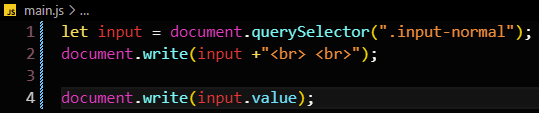 JS main.js > ...
1 let input = document.querySelector(".input-normal");
2 document.write(input +"<br> <br>");
3
4 document.write(input.value);